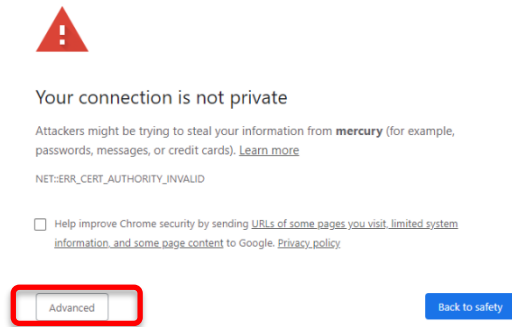 Your connection is not private
Attackers might be trying to steal your information from mercury (for example,
passwords, messages, or credit cards). Learn more
NET::ERR_CERT_AUTHORITY_INVALID
Help improve Chrome security by sending URLs of some pages you visit, limited system
information, and some page content to Google. Privacy policy
Advanced
Back to safety